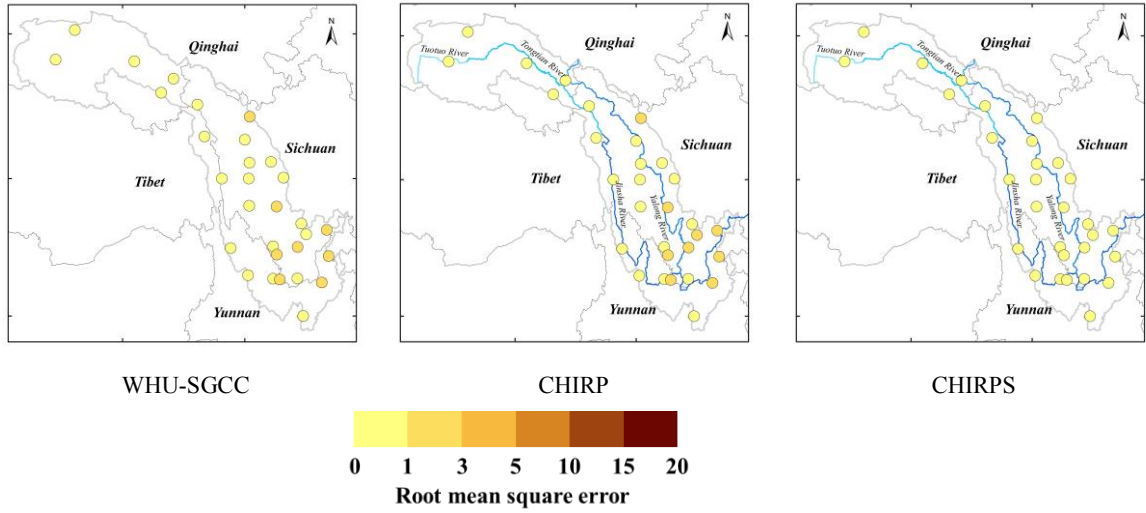 N
Qinghai
Sichuan
Tibet
Yunnan
WHU-SGCC
N
Tuotuo River
Tongtian River
Qinghai
Sichuan
Tibet
Jinsha River
Yalong River
Yunnan
CHIRP
N
Tuotuo River
Tongtian River
Qinghai
Sichuan
Tibet
Jinsha River
Yalong River
Yunnan
CHIRPS
0 1 3 5 10 15 20
Root mean square error